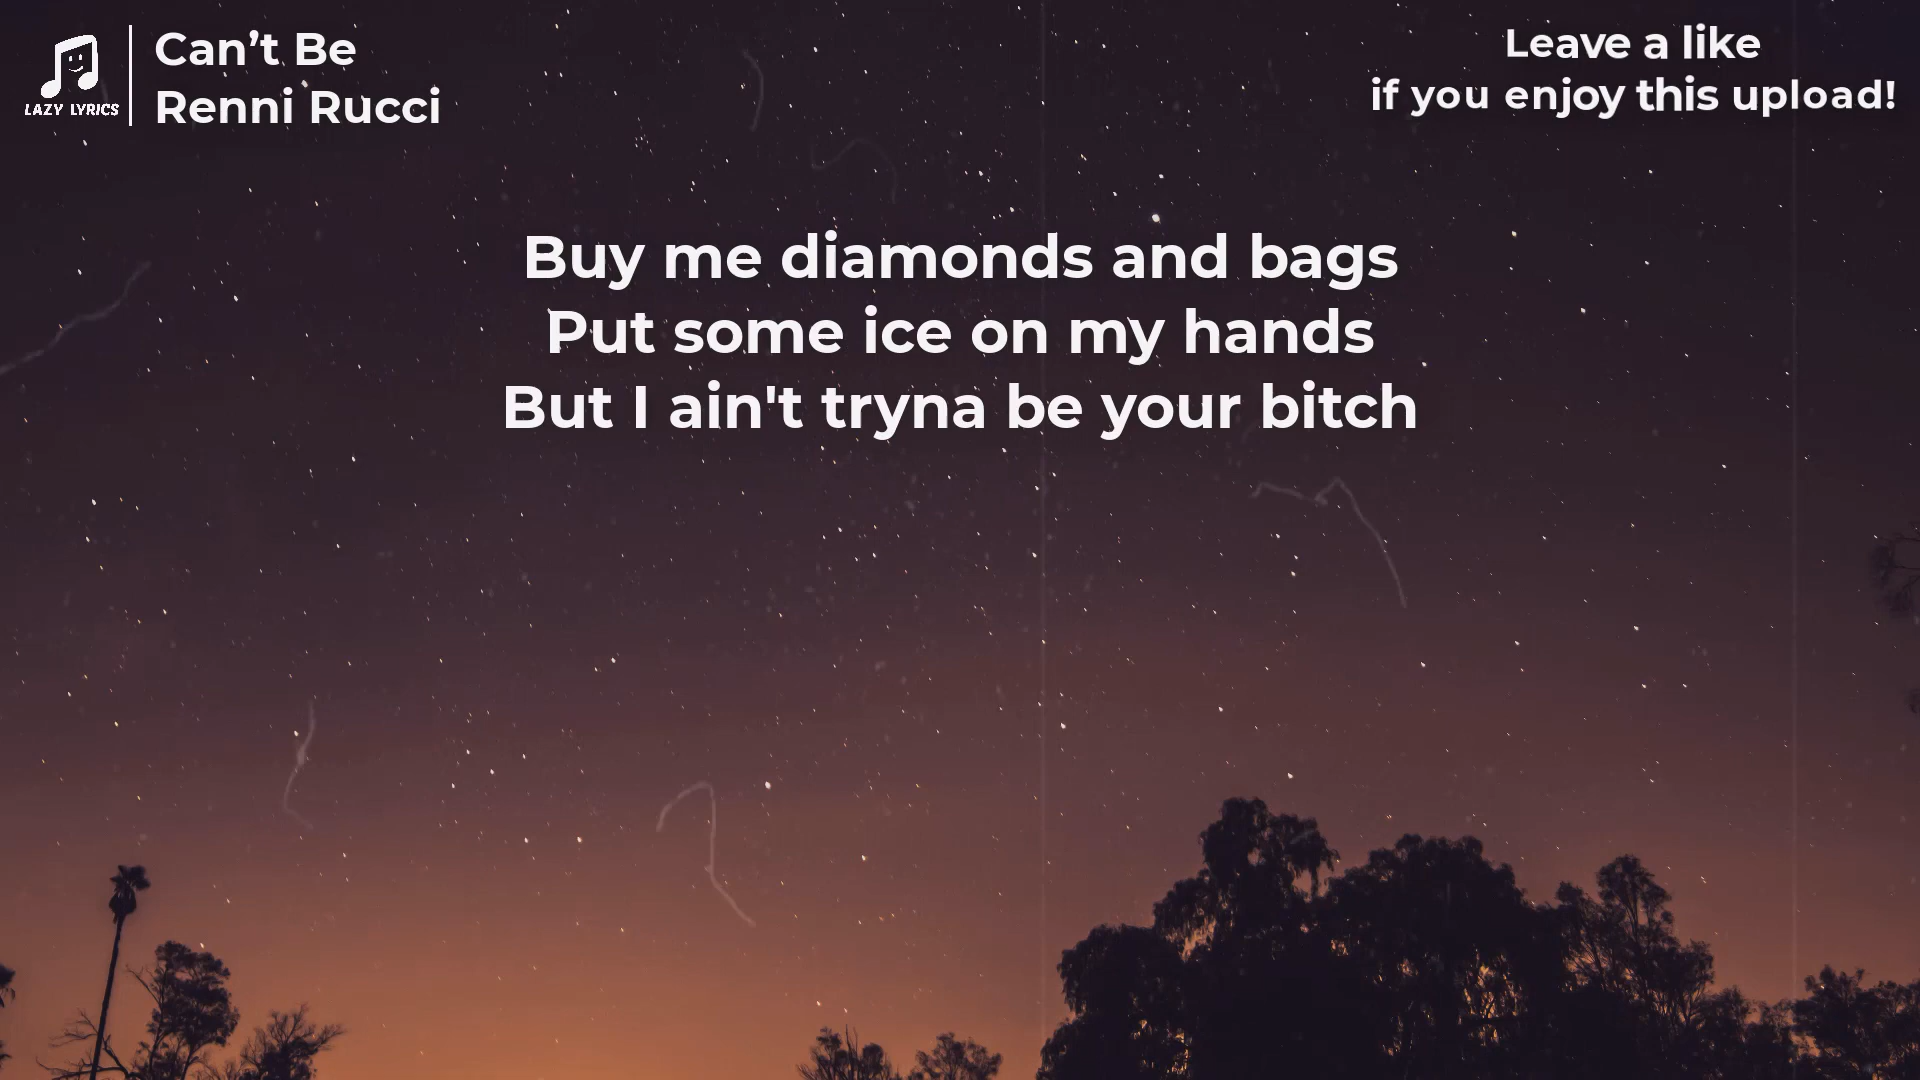 LAZY LYRICS
Can’t Be
Renni Rucci
Leave a like
if you enjoy this upload!
Buy me diamonds and bags
Put some ice on my hands
But I ain't tryna be your bitch